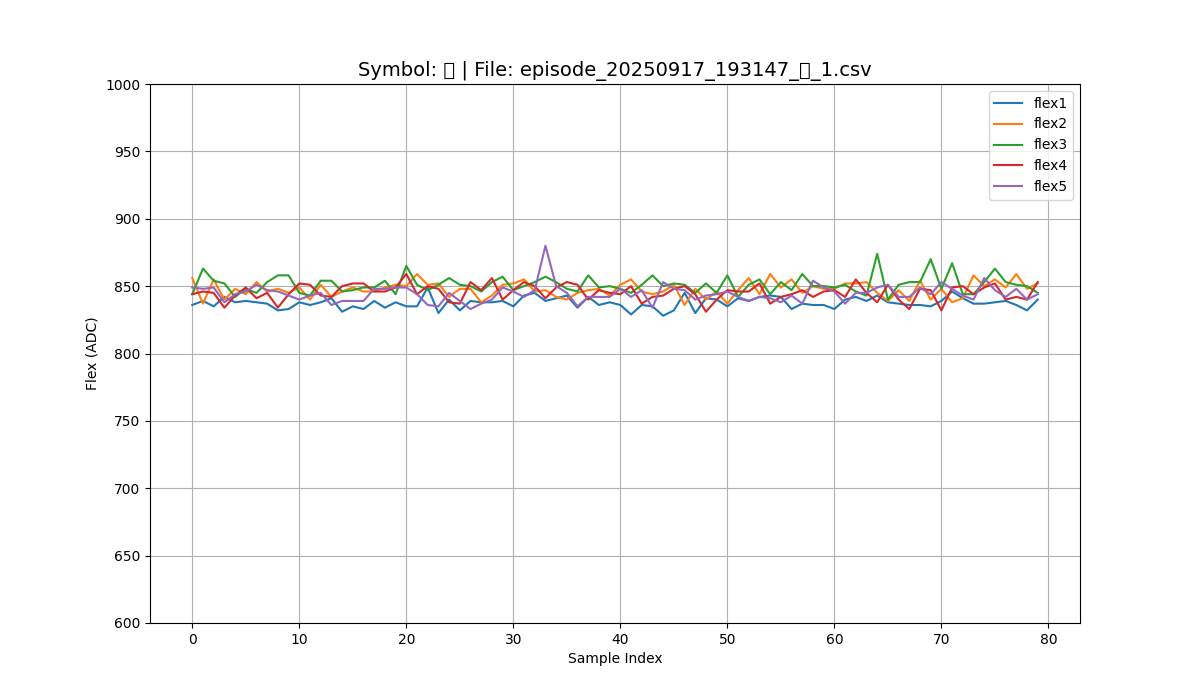 Symbol: | File: episode_20250917_193147_ _1.csv
1000
950
900
850
800
750
700
650
600
Flex (ADC)
0 10 20 30 40 50 60 70 80
Sample Index
flex1
flex2
flex3
flex4
flex5